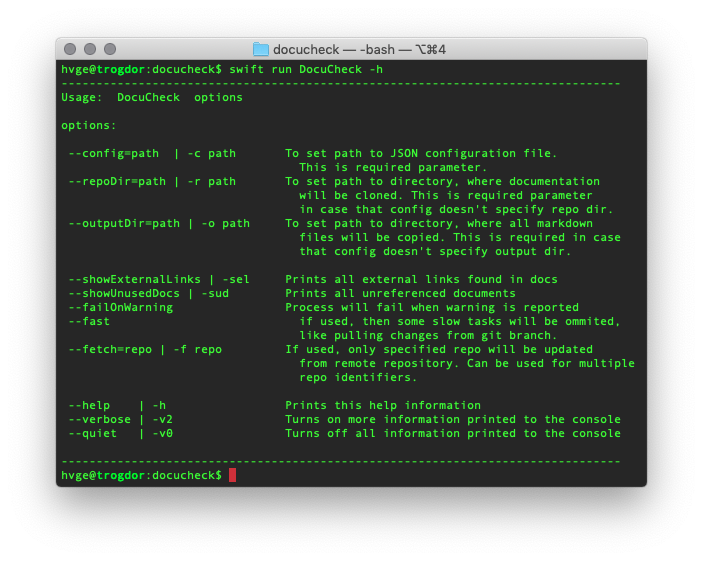 docucheck — -bash — ⌥⌘4
hvge@trogdor:docucheck$ swift run DocuCheck -h
--------------------------------------------------------------------------------
Usage:  DocuCheck  options
options:
--config=path  | -c path       To set path to JSON configuration file.
This is required parameter.
--repoDir=path | -r path       To set path to directory, where documentation
will be cloned. This is required parameter
in case that config doesn't specify repo dir.
--outputDir=path | -o path     To set path to directory, where all markdown
files will be copied. This is required in case
that config doesn't specify output dir.
--showExternalLinks | -sel     Prints all external links found in docs
--showUnusedDocs | -sud        Prints all unreferenced documents
--failOnWarning                Process will fail when warning is reported
--fast                           if used, then some slow tasks will be ommited,
like pulling changes from git branch.
--fetch=repo | -f repo         If used, only specified repo will be updated
from remote repository. Can be used for multiple
repo identifiers.
--help    | -h                 Prints this help information
--verbose | -v2                Turns on more information printed to the console
--quiet   | -v0                Turns off all information printed to the console
--------------------------------------------------------------------------------
hvge@trogdor:docucheck$